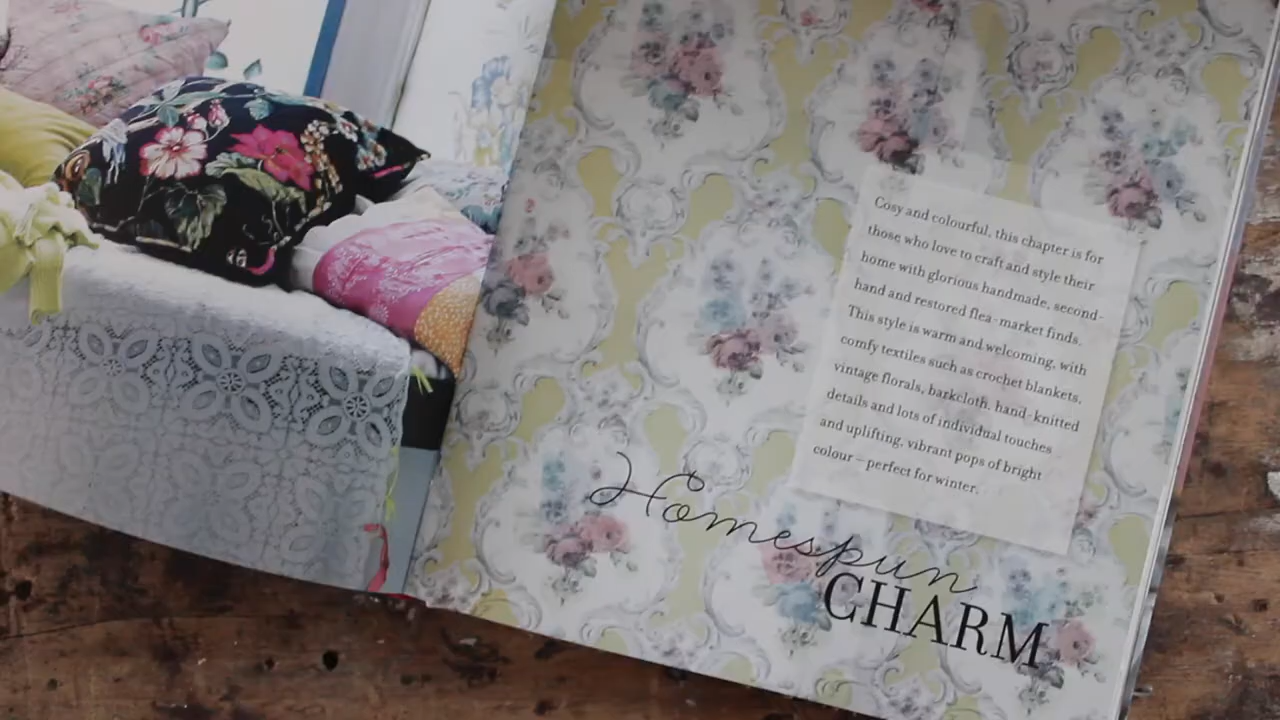 Cosy and colourful, this chapter is for
those who love to craft and style their
home with glorious handmade, second-
hand and restored flea-market finds.
This style is warm and welcoming, with
comfy textiles such as crochet blankets,
vintage florals, barkcloth, hand-knitted
details and lots of individual touches
and uplifting, vibrant pops of bright
colour – perfect for winter.
Homespun
CHARM